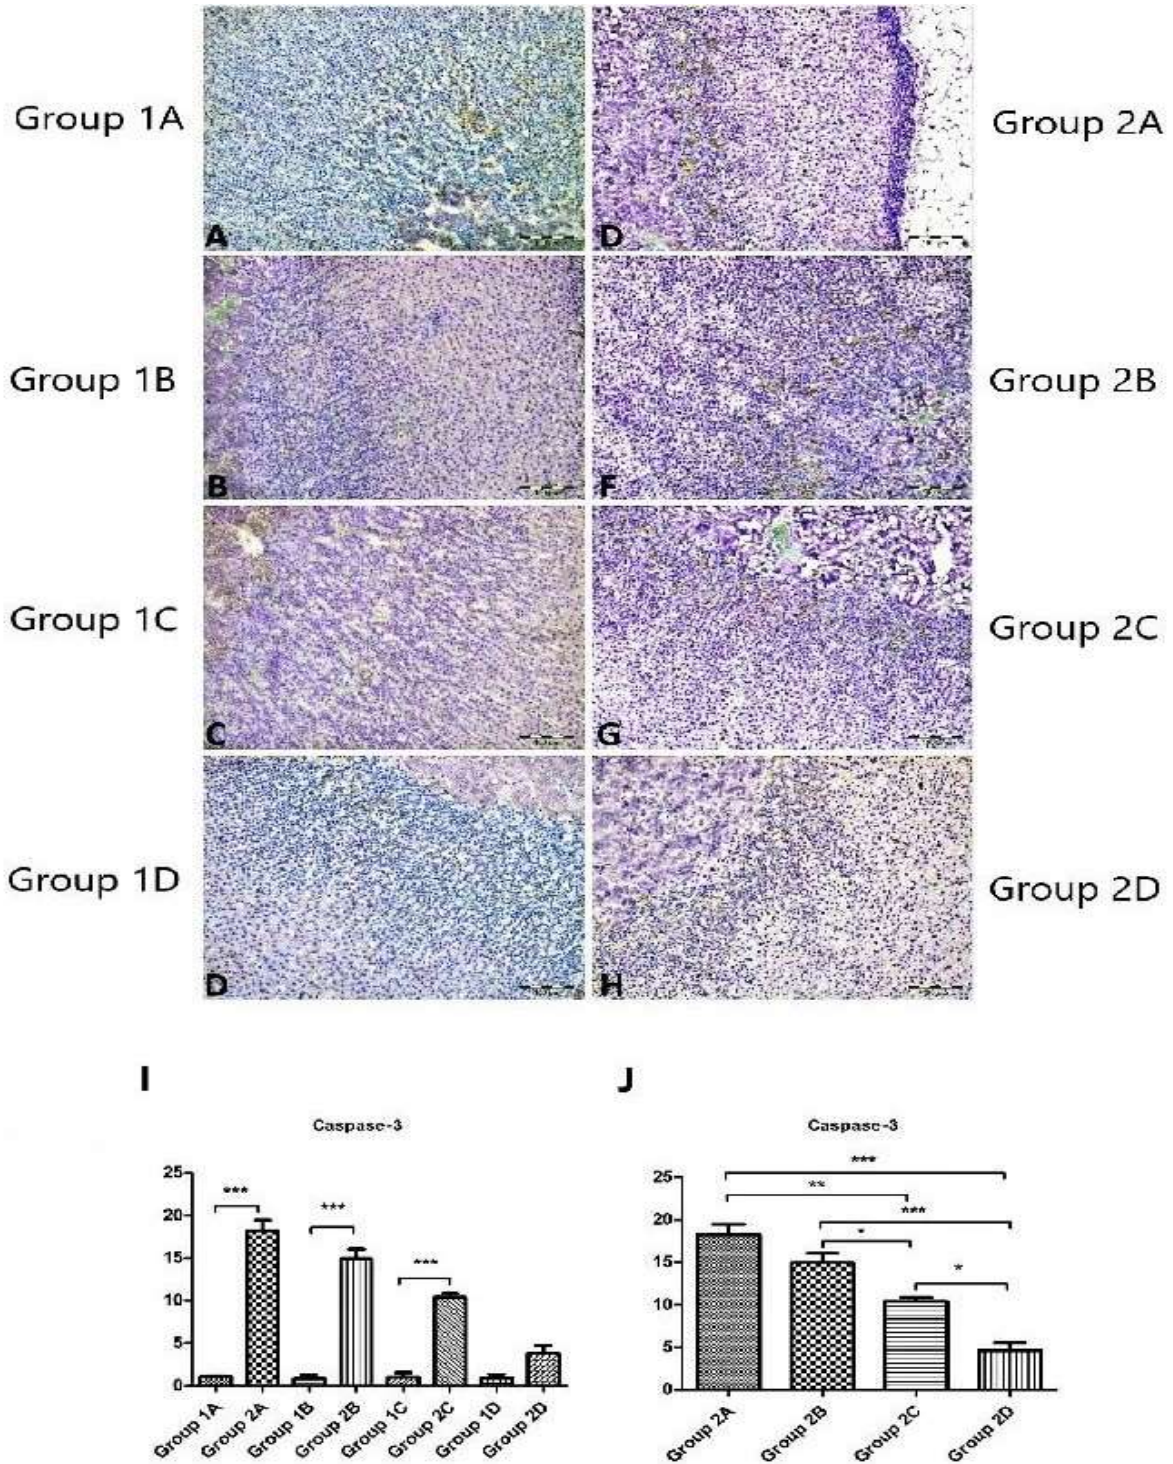 Group 1A
A
D
Group 2A
Group 1B
B
F
Group 2B
Group 1C
C
G
Group 2C
Group 1D
D
H
Group 2D
I
Caspase-3
25
20
15
10
5
0
***
***
***
Group 1A
Group 2A
Group 1B
Group 2B
Group 1C
Group 2C
Group 1D
Group 2D
J
Caspase-3
25
20
15
10
5
0
***
**
***
*
*
Group 2A
Group 2B
Group 2C
Group 2D